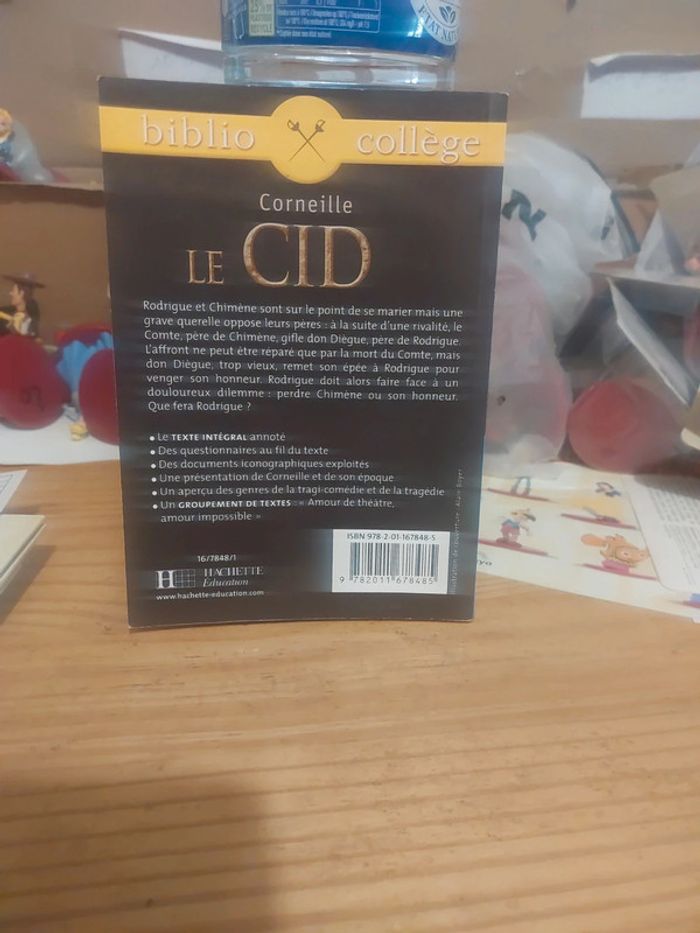 biblio collège
Corneille
LE CID
Rodrigue et Chimène sont sur le point de se marier mais une
grave querelle oppose leurs pères : à la suite d'une rivalité, le
Comte, père de Chimène, gifle don Diègue, père de Rodrigue.
L'affront ne peut être réparé que par la mort du Comte, mais
don Diègue, trop vieux, remet son épée à Rodrigue pour
venger son honneur. Rodrigue doit alors faire face à un
douloureux dilemme : perdre Chimène ou son honneur.
Que fera Rodrigue ?
• Le TEXTE INTÉGRAL annoté
• Des questionnaires au fil du texte
• Des documents iconographiques exploités
• Une présentation de Corneille et de son époque
• Un aperçu des genres de la tragi-comédie et de la tragédie
• Un GROUPEMENT DE TEXTES : « Amour de théâtre,
amour impossible »
Illustration de couverture : Alain Boyer
ISBN 978-2-01-167848-5
9 782011 678485
16/7848/1
H HACHETTE
Éducation
www.hachette-education.com